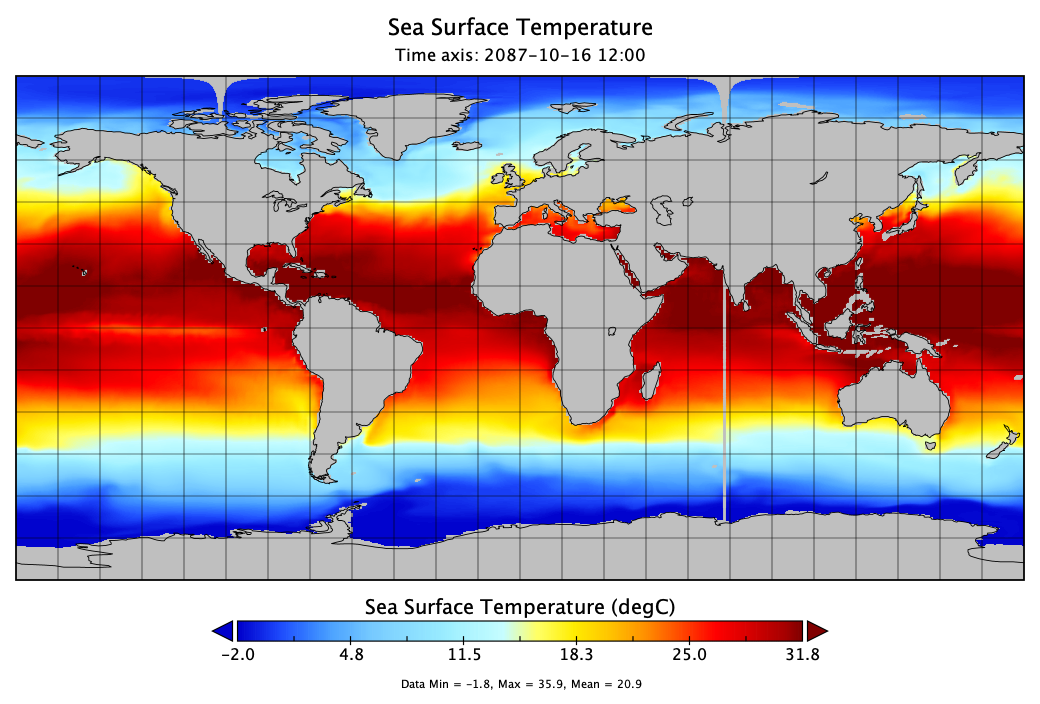 Sea Surface Temperature
Time axis: 2087-10-16 12:00
Sea Surface Temperature (degC)
-2.0 4.8 11.5 18.3 25.0 31.8
Data Min = -1.8, Max = 35.9, Mean = 20.9